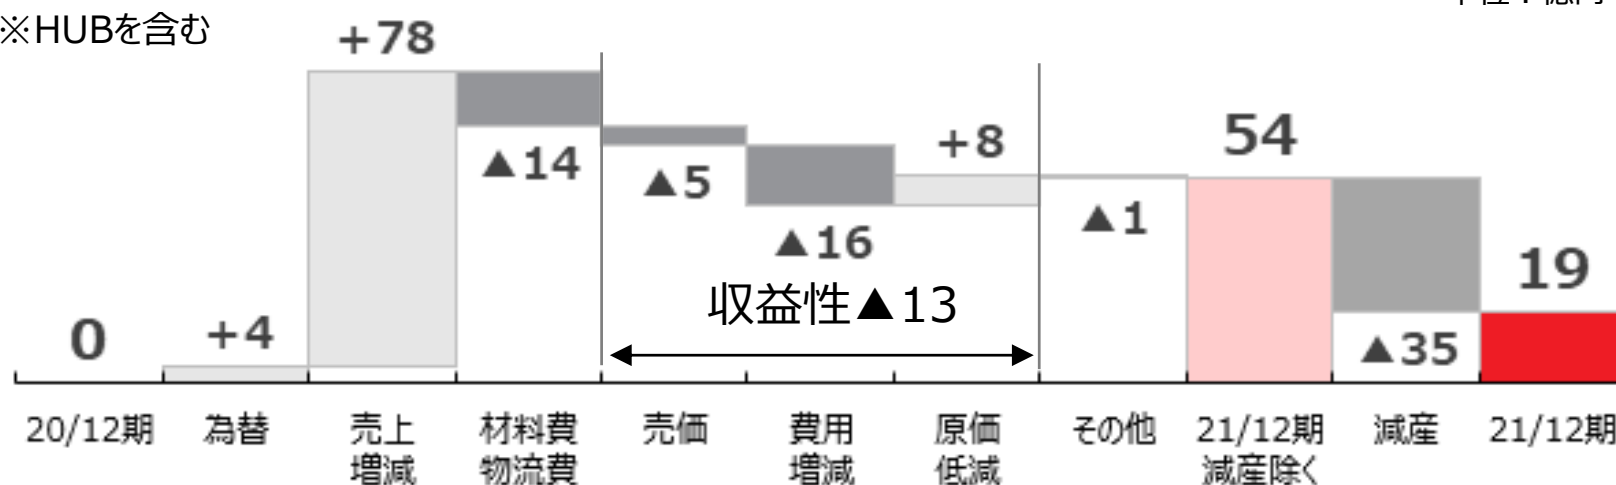 ※HUBを含む
+78
▲14
▲5
▲16
+8
▲1
54
▲35
19
0
+4
収益性▲13
20/12期
為替
売上
増減
材料費
物流費
売価
費用
増減
原価
低減
その他
21/12期
減産除く
減産
21/12期